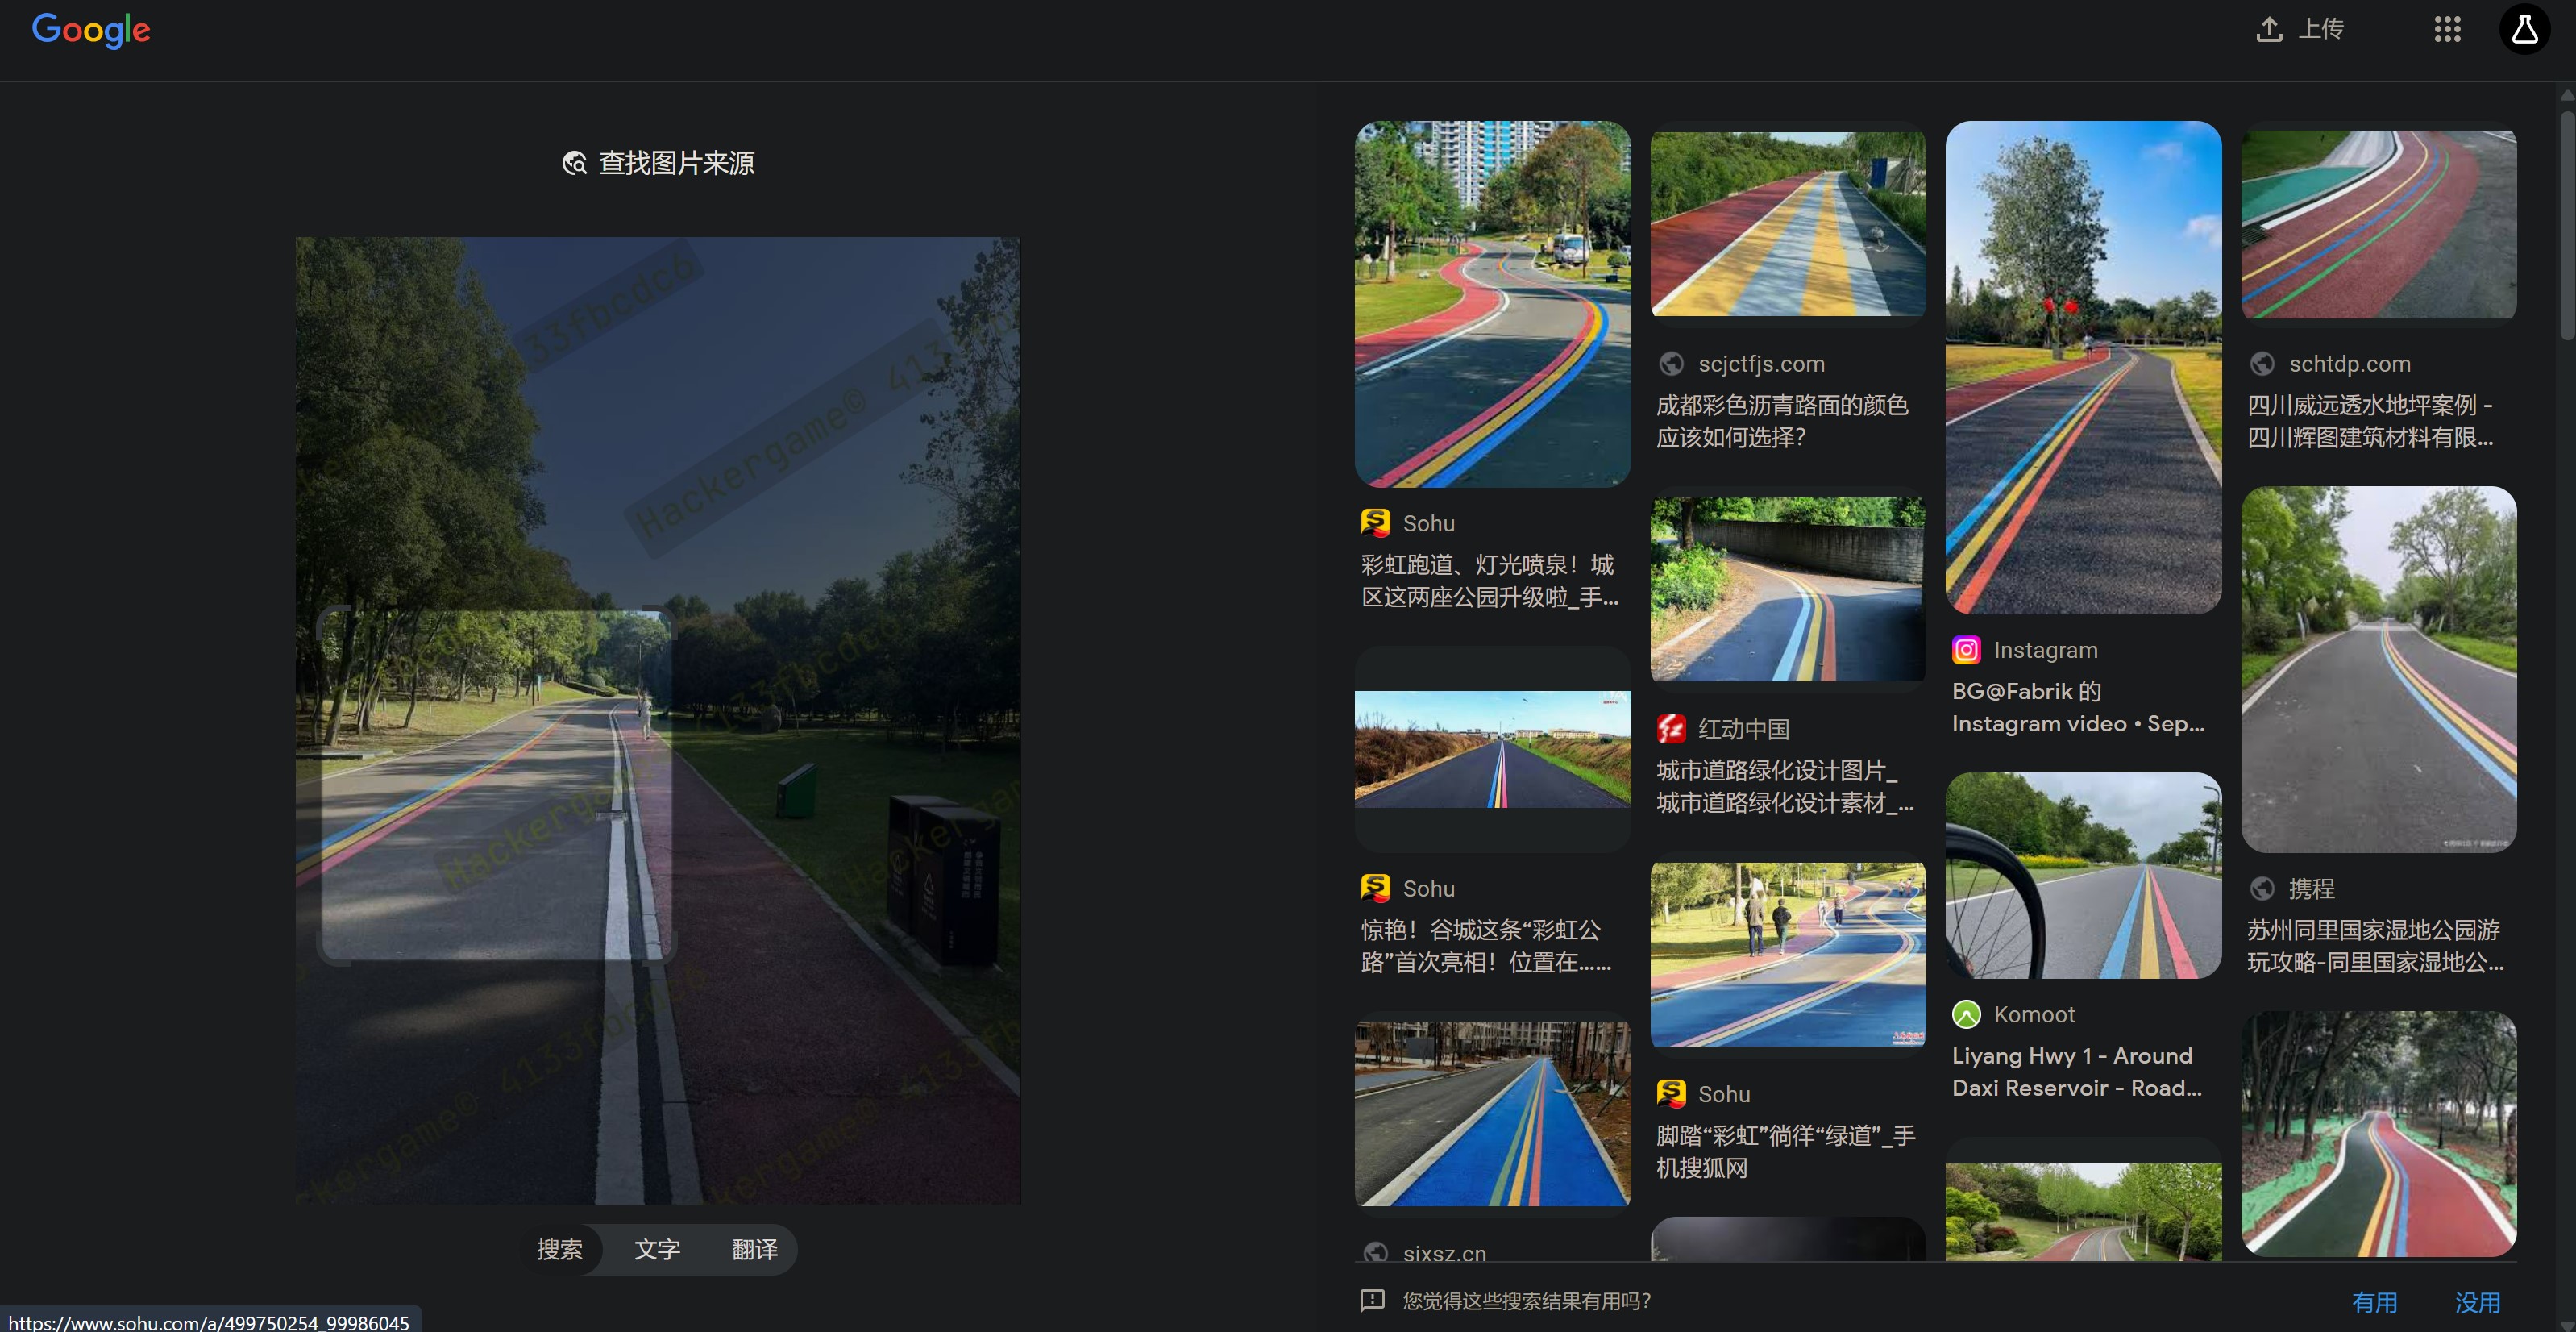 Google
上传
查找图片来源
Hackergame© 4133fbcdc6
搜索
文字
翻译
https://www.sohu.com/a/499750254_99986045
Sohu
彩虹跑道、灯光喷泉！城
区这两座公园升级啦_手...
Sohu
惊艳！谷城这条“彩虹公
路”首次亮相！位置在......
sixsz.cn
scjctfjs.com
成都彩色沥青路面的颜色
应该如何选择？
红动中国
城市道路绿化设计图片_
城市道路绿化设计素材_...
Sohu
脚踏“彩虹”徜徉“绿道”_手
机搜狐网
Instagram
BG@Fabrik 的
Instagram video • Sep...
Komoot
Liyang Hwy 1 - Around
Daxi Reservoir - Road...
schtdp.com
四川威远透水地坪案例 -
四川辉图建筑材料有限...
携程
苏州同里国家湿地公园游
玩攻略-同里国家湿地公...
您觉得这些搜索结果有用吗？
有用
没用